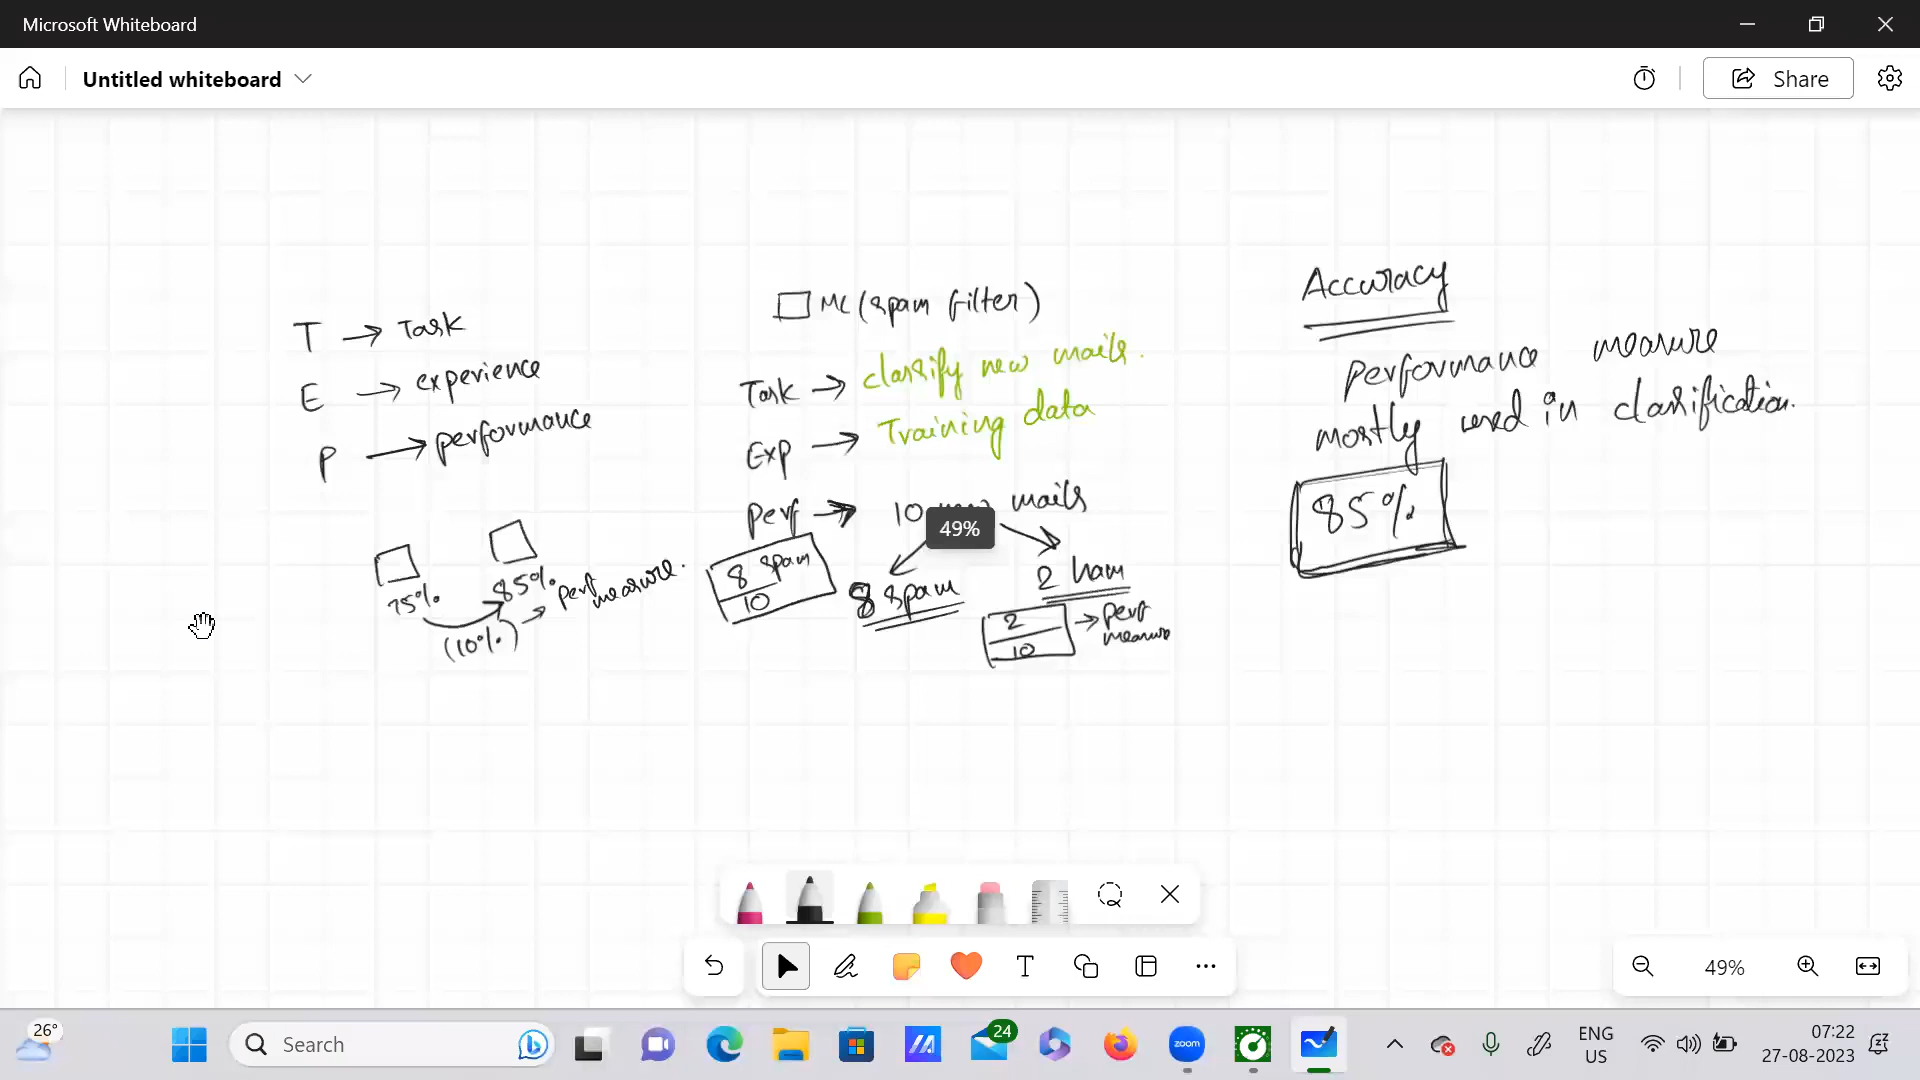 Microsoft Whiteboard
Untitled whiteboard
Share
T → Task
E → experience
P → performance
75%
85%
(10%) → perf measure.
ML (spam filter)
Task → classify new mails.
Exp → Training data
Perf → 10 new mails
49%
8 spam
10
8 spam
2 ham
2
10
→ perf
measure
Accuracy
performance measure
mostly used in classification.
85%
49%
26°
Search
24
zoom
ENG
US
07:22
27-08-2023